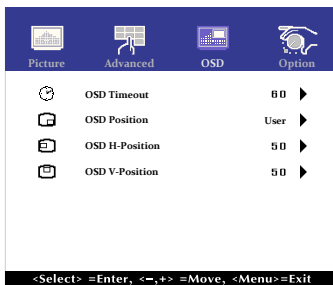 Picture Advanced OSD Option
OSD Timeout 60
OSD Position User
OSD H-Position 50
OSD V-Position 50
<Select> =Enter, <−,+> =Move, <Menu>=Exit